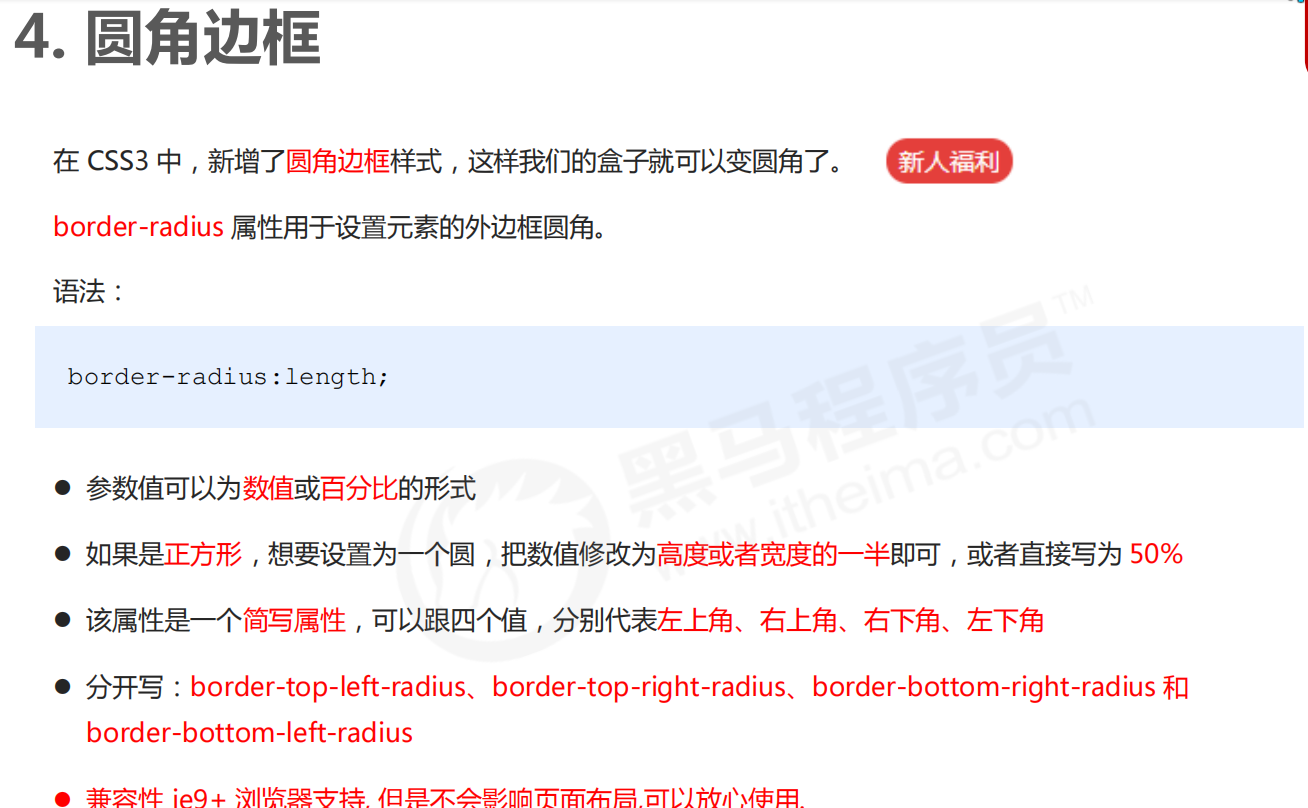 4. 圆角边框
在 CSS3 中，新增了圆角边框样式，这样我们的盒子就可以变圆角了。 新人福利
border-radius 属性用于设置元素的外边框圆角。
语法：
border-radius:length;
● 参数值可以为数值或百分比的形式
● 如果是正方形，想要设置为一个圆，把数值修改为高度或者宽度的一半即可，或者直接写为 50%
● 该属性是一个简写属性，可以跟四个值，分别代表左上角、右上角、右下角、左下角
● 分开写：border-top-left-radius、border-top-right-radius、border-bottom-right-radius 和
border-bottom-left-radius
● 兼容性 ie9+ 浏览器支持, 但是不会影响页面布局,可以放心使用.
黑马程序员™
www.itheima.com